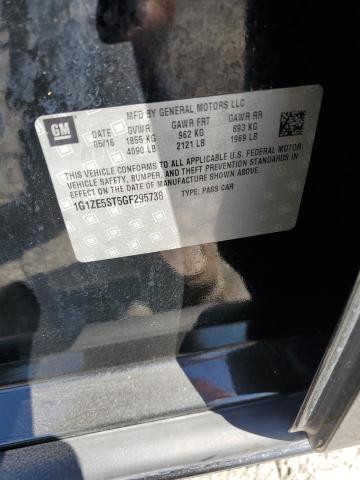 MFD BY GENERAL MOTORS LLC
GM
DATE GVWR GAWR FRT GAWR RR
05/16 1855 KG 962 KG 893 KG
4090 LB 2121 LB 1969 LB
THIS VEHICLE CONFORMS TO ALL APPLICABLE U.S. FEDERAL MOTOR
VEHICLE SAFETY, BUMPER, AND THEFT PREVENTION STANDARDS IN
EFFECT ON THE DATE OF MANUFACTURE SHOWN ABOVE.
1G1ZE5ST5GF295738 TYPE: PASS CAR